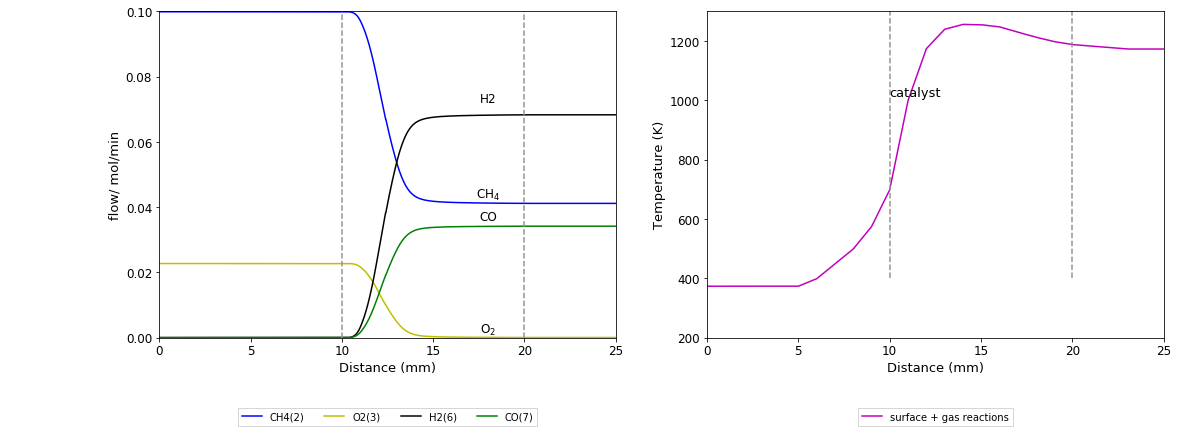 0.10
0.08
0.06
0.04
0.02
0.00
flow/ mol/min
H2
CH₄
CO
O₂
0 5 10 15 20 25
Distance (mm)
CH4(2) O2(3) H2(6) CO(7)
1200
1000
800
600
400
200
Temperature (K)
catalyst
0 5 10 15 20 25
Distance (mm)
surface + gas reactions